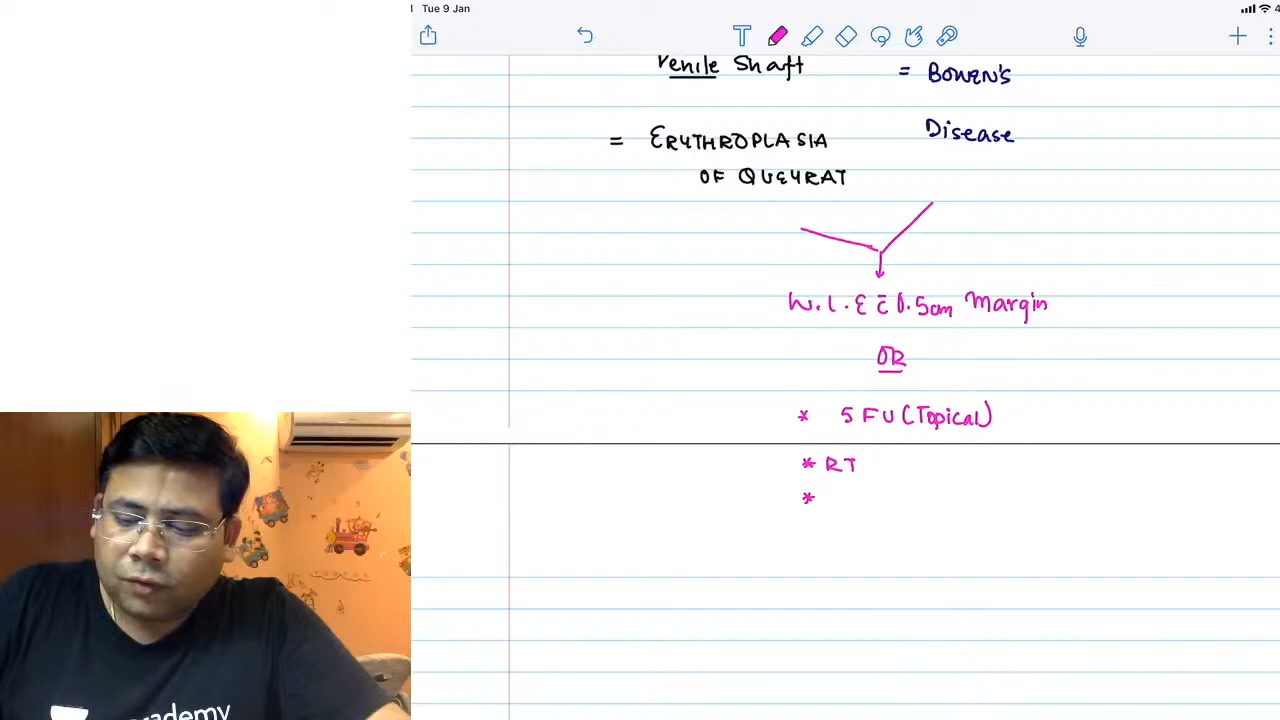 Tue 9 Jan
Penile Shaft
= BOWEN'S
Disease
= ERYTHROPLASIA
OF QUEYRAT
W.L.E c̄ 0.5cm Margin
OR
* 5 FU (Topical)
* RT
*